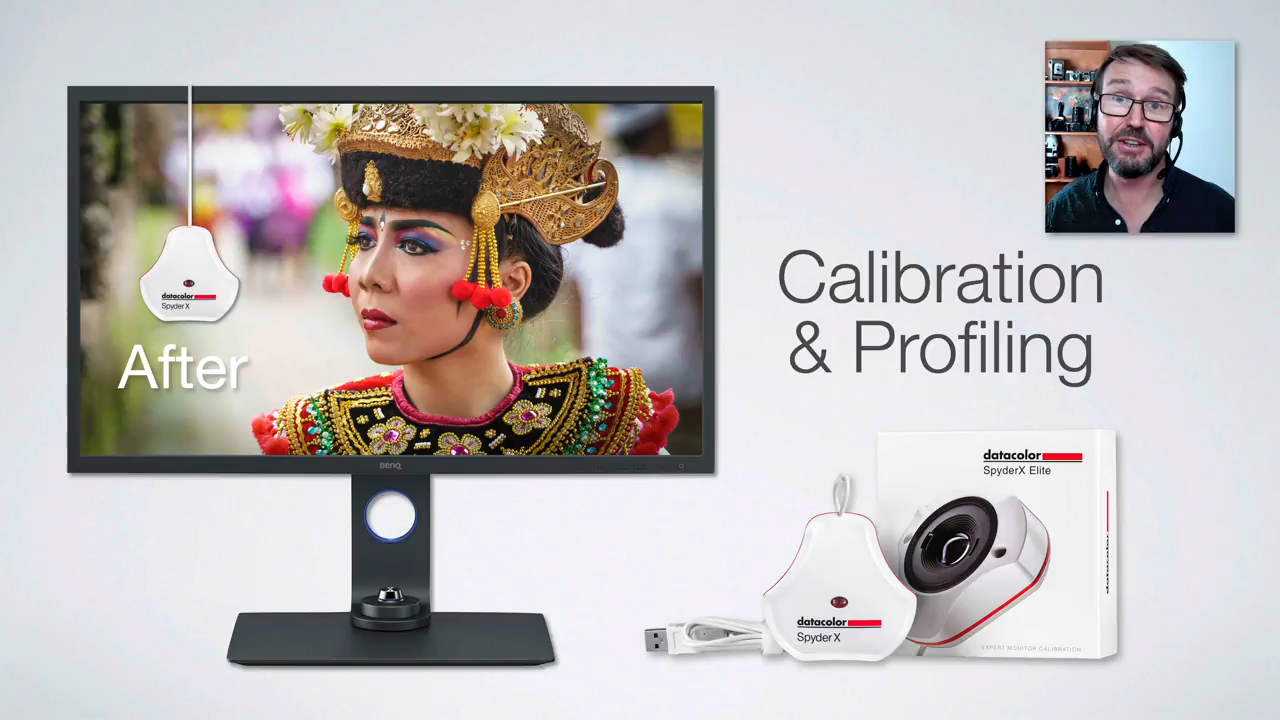 datacolor
Spyder X
After
BenQ
Calibration
& Profiling
datacolor
SpyderX Elite
datacolor
datacolor
Spyder X
EXPERT MONITOR CALIBRATION